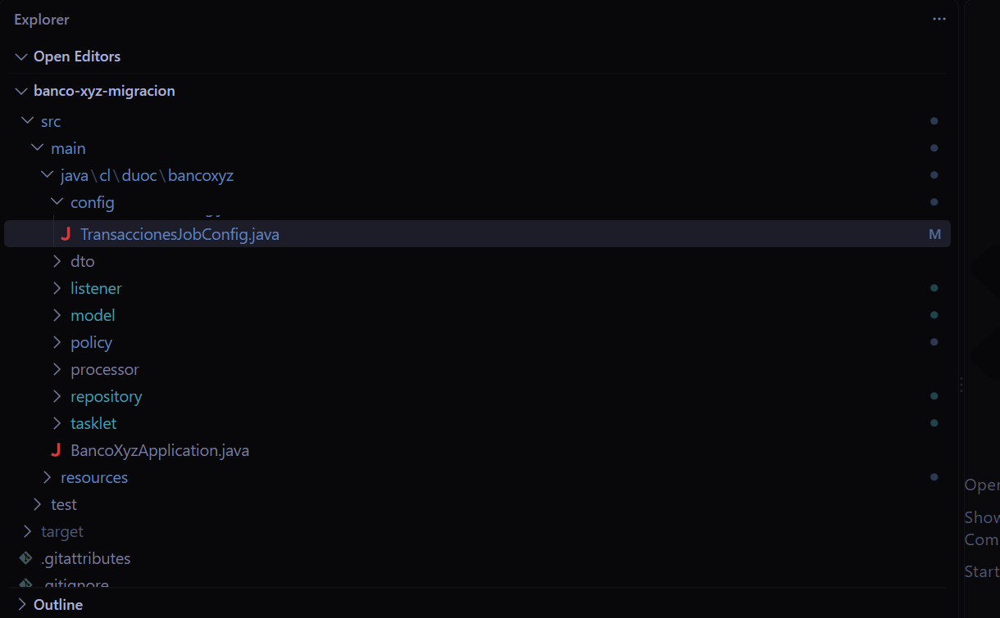 Explorer
Open Editors
banco-xyz-migracion
src
main
java\cl\duoc\bancoxyz
config
TransaccionesJobConfig.java M
dto
listener
model
policy
processor
repository
tasklet
BancoXyzApplication.java
resources
test
target
.gitattributes
.gitignore
Outline
Oper
Show
Com
Start